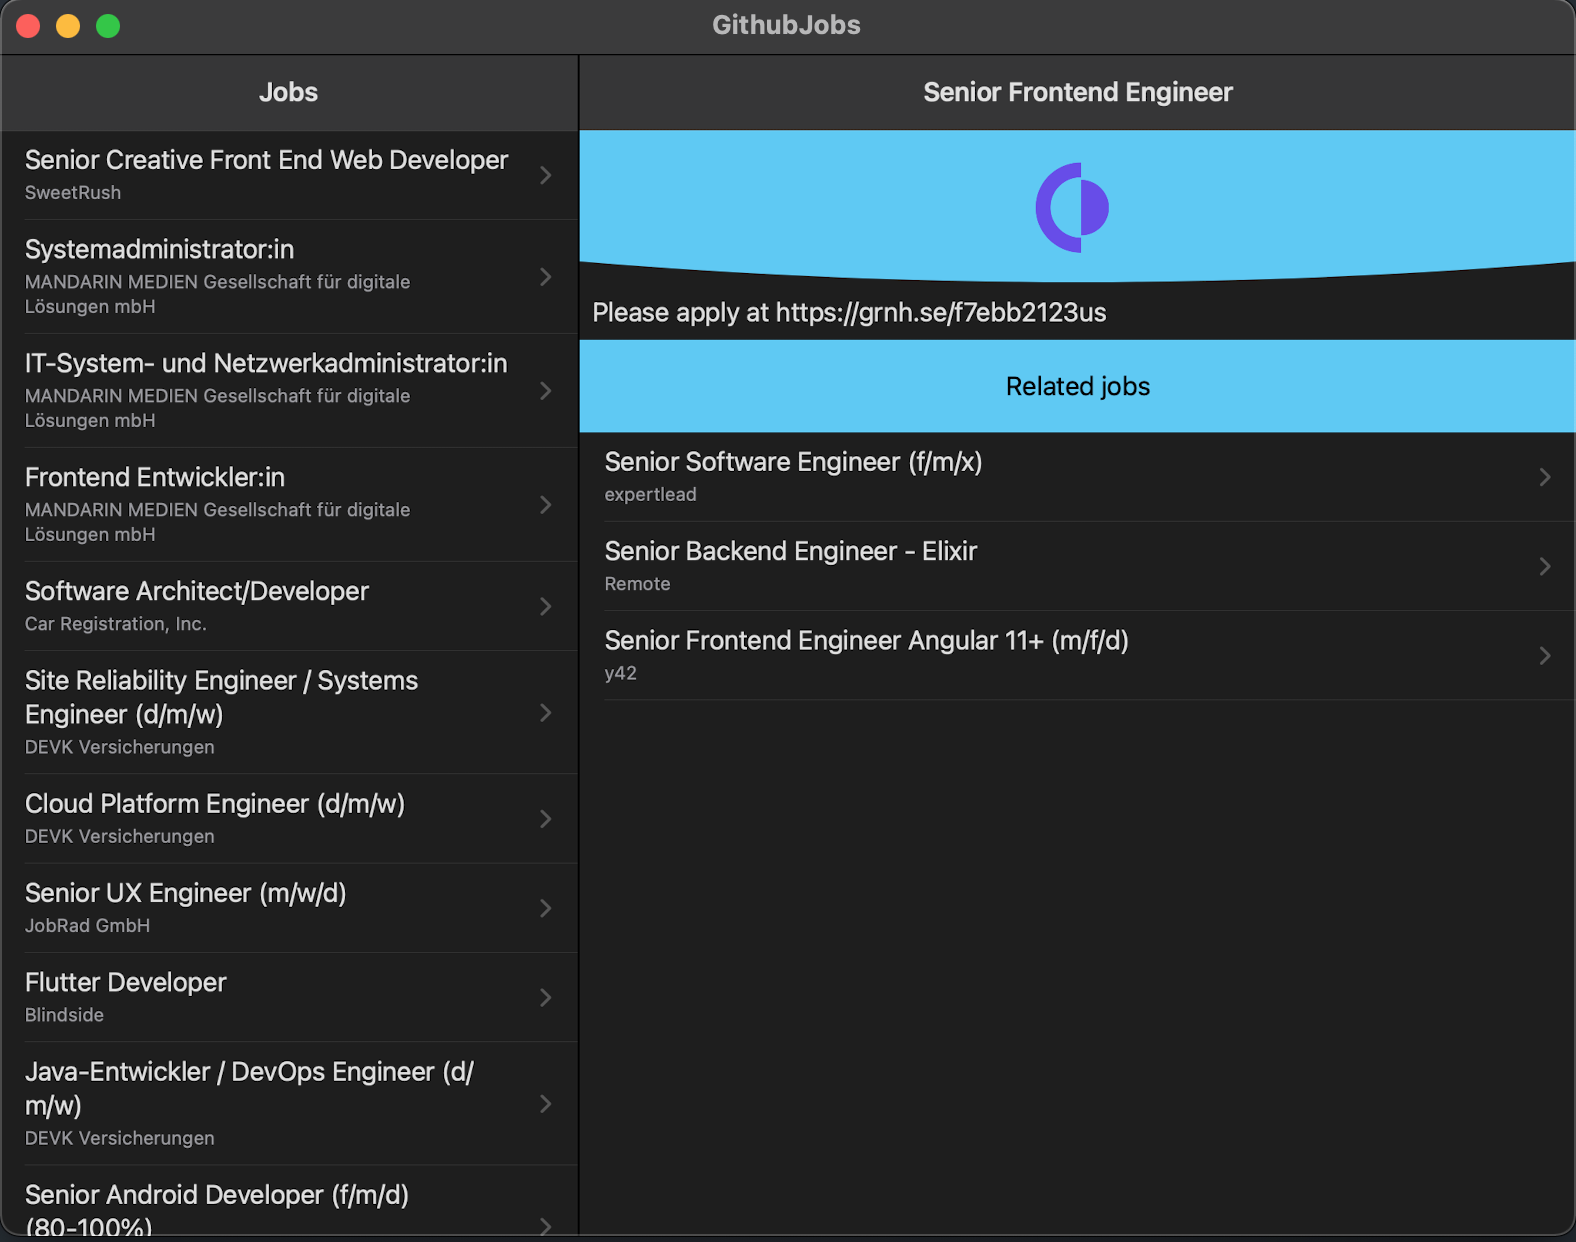 GithubJobs
Jobs
Senior Creative Front End Web Developer
SweetRush
Systemadministrator:in
MANDARIN MEDIEN Gesellschaft für digitale
Lösungen mbH
IT-System- und Netzwerkadministrator:in
MANDARIN MEDIEN Gesellschaft für digitale
Lösungen mbH
Frontend Entwickler:in
MANDARIN MEDIEN Gesellschaft für digitale
Lösungen mbH
Software Architect/Developer
Car Registration, Inc.
Site Reliability Engineer / Systems
Engineer (d/m/w)
DEVK Versicherungen
Cloud Platform Engineer (d/m/w)
DEVK Versicherungen
Senior UX Engineer (m/w/d)
JobRad GmbH
Flutter Developer
Blindside
Java-Entwickler / DevOps Engineer (d/
m/w)
DEVK Versicherungen
Senior Android Developer (f/m/d)
(80-100%)
Senior Frontend Engineer
Please apply at https://grnh.se/f7ebb2123us
Related jobs
Senior Software Engineer (f/m/x)
expertlead
Senior Backend Engineer - Elixir
Remote
Senior Frontend Engineer Angular 11+ (m/f/d)
y42